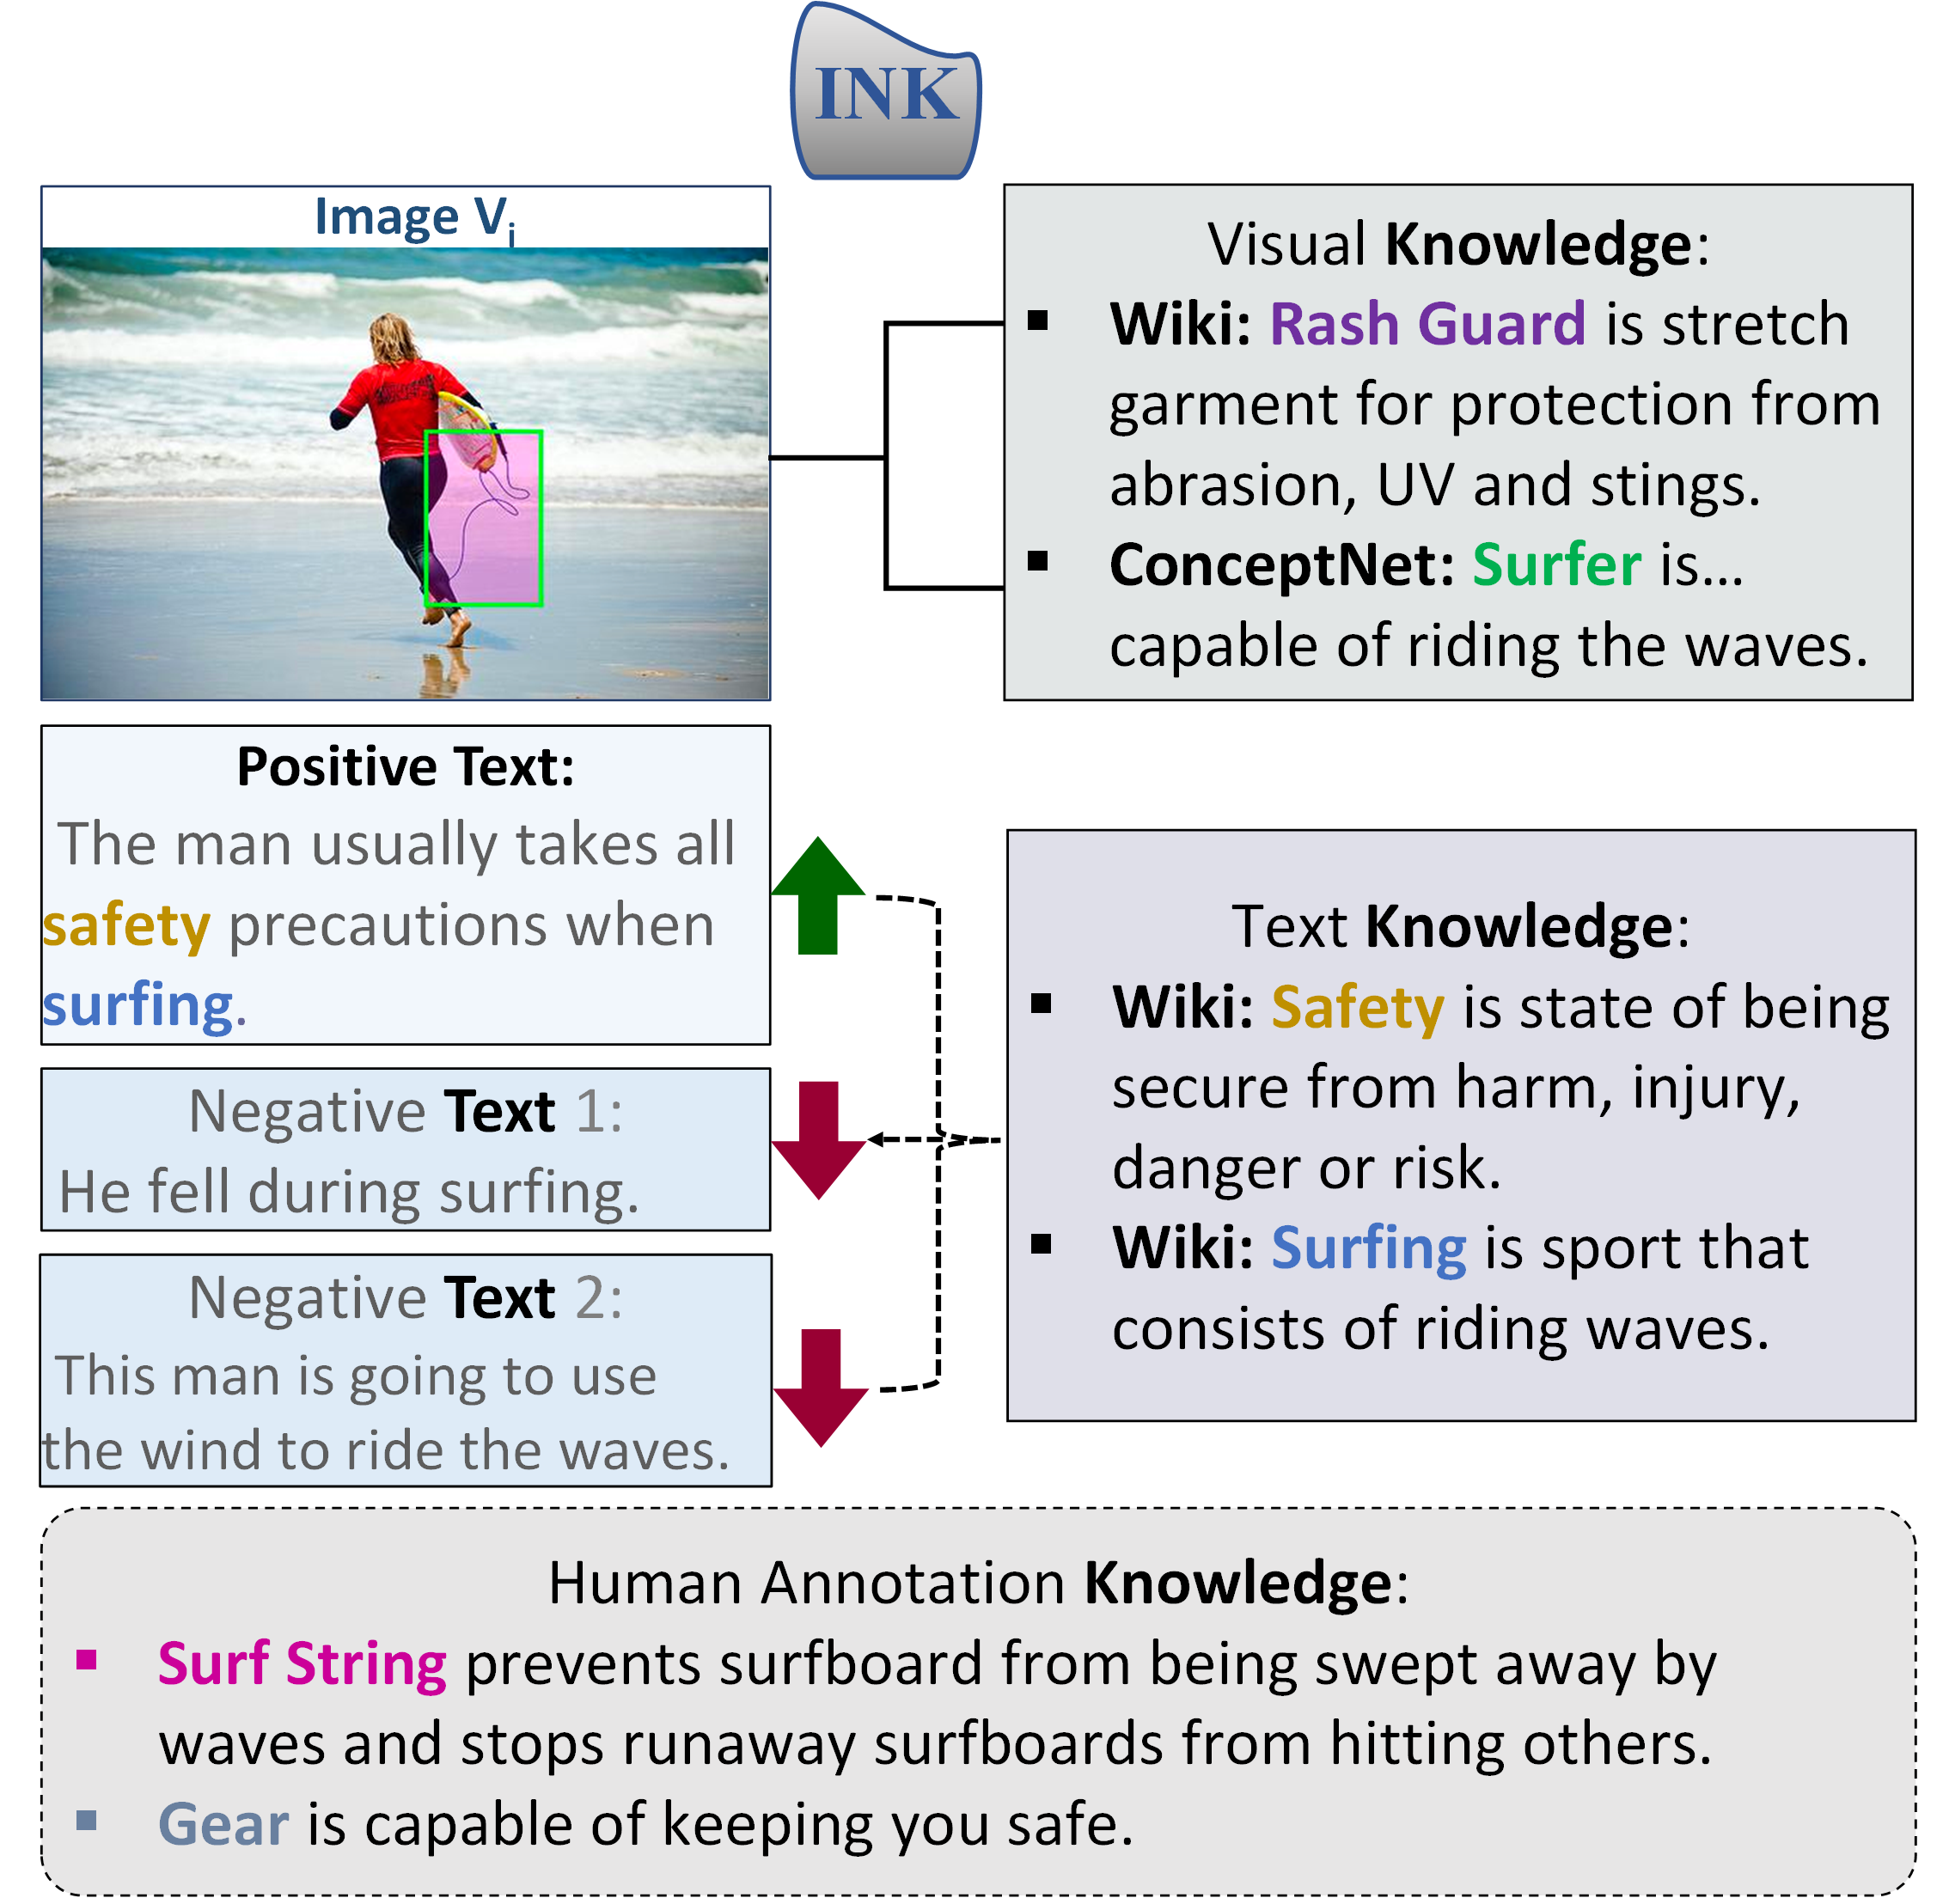 INK
Image Vi
Visual Knowledge:
▪ Wiki: Rash Guard is stretch
garment for protection from
abrasion, UV and stings.
▪ ConceptNet: Surfer is...
capable of riding the waves.
Positive Text:
The man usually takes all
safety precautions when
surfing.
Negative Text 1:
He fell during surfing.
Negative Text 2:
This man is going to use
the wind to ride the waves.
Text Knowledge:
▪ Wiki: Safety is state of being
secure from harm, injury,
danger or risk.
▪ Wiki: Surfing is sport that
consists of riding waves.
Human Annotation Knowledge:
▪ Surf String prevents surfboard from being swept away by
waves and stops runaway surfboards from hitting others.
▪ Gear is capable of keeping you safe.